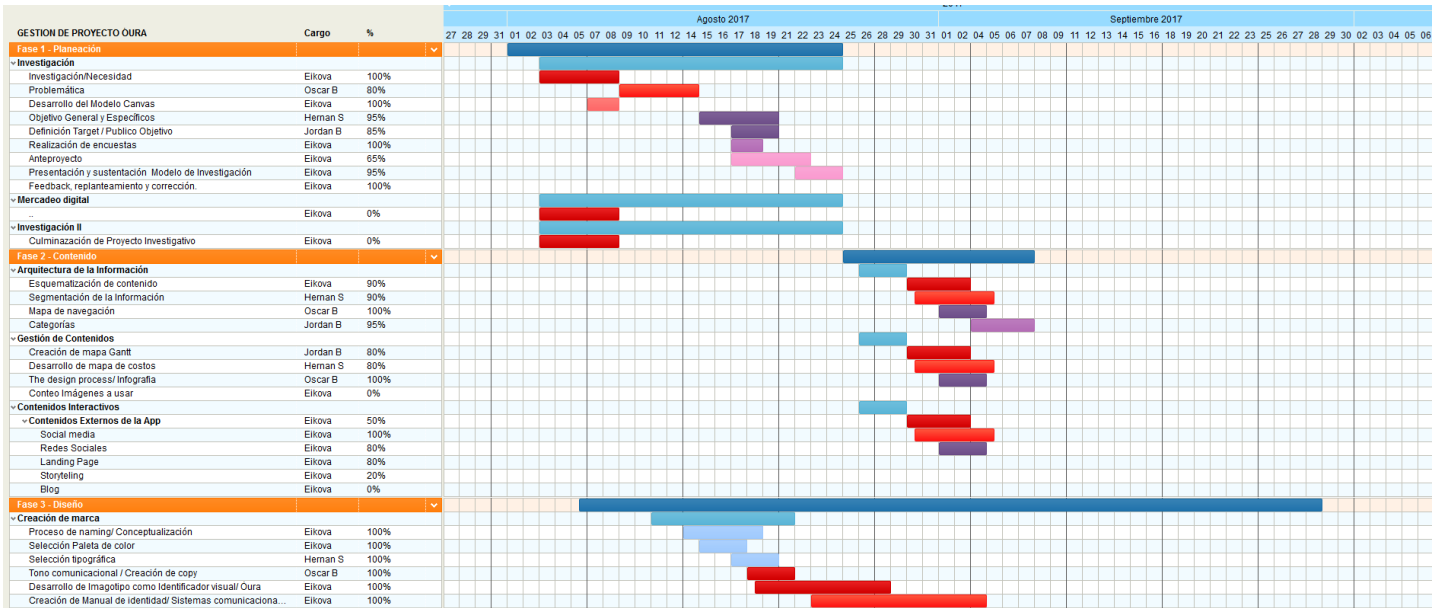 Agosto 2017 Septiembre 2017
GESTION DE PROYECTO ÖURA Cargo % 27 28 29 31 01 02 03 04 05 07 08 09 10 11 12 14 15 16 17 18 19 21 22 23 24 25 26 28 29 30 31 01 02 04 05 06 07 08 09 11 12 13 14 15 16 18 19 20 21 22 23 25 26 27 28 29 30 02 03 04 05 06
Fase 1 - Planeación
Investigación
Investigación/Necesidad Eikova 100%
Problemática Oscar B 80%
Desarrollo del Modelo Canvas Eikova 100%
Objetivo General y Específicos Hernan S 95%
Definición Target / Publico Objetivo Jordan B 85%
Realización de encuestas Eikova 100%
Anteproyecto Eikova 65%
Presentación y sustentación Modelo de Investigación Eikova 95%
Feedback, replanteamiento y corrección. Eikova 100%
Mercadeo digital
.. Eikova 0%
Investigación II
Culminazación de Proyecto Investigativo Eikova 0%
Fase 2 - Contenido
Arquitectura de la Información
Esquematización de contenido Eikova 90%
Segmentación de la Información Hernan S 90%
Mapa de navegación Oscar B 100%
Categorías Jordan B 95%
Gestión de Contenidos
Creación de mapa Gantt Jordan B 80%
Desarrollo de mapa de costos Hernan S 80%
The design process/ Infografia Oscar B 100%
Conteo Imágenes a usar Eikova 0%
Contenidos Interactivos
Contenidos Externos de la App Eikova 50%
Social media Eikova 100%
Redes Sociales Eikova 80%
Landing Page Eikova 80%
Storyteling Eikova 20%
Blog Eikova 0%
Fase 3 - Diseño
Creación de marca
Proceso de naming/ Conceptualización Eikova 100%
Selección Paleta de color Eikova 100%
Selección tipográfica Hernan S 100%
Tono comunicacional / Creación de copy Oscar B 100%
Desarrollo de Imagotipo como Identificador visual/ Oura Eikova 100%
Creación de Manual de identidad/ Sistemas comunicaciona... Eikova 100%